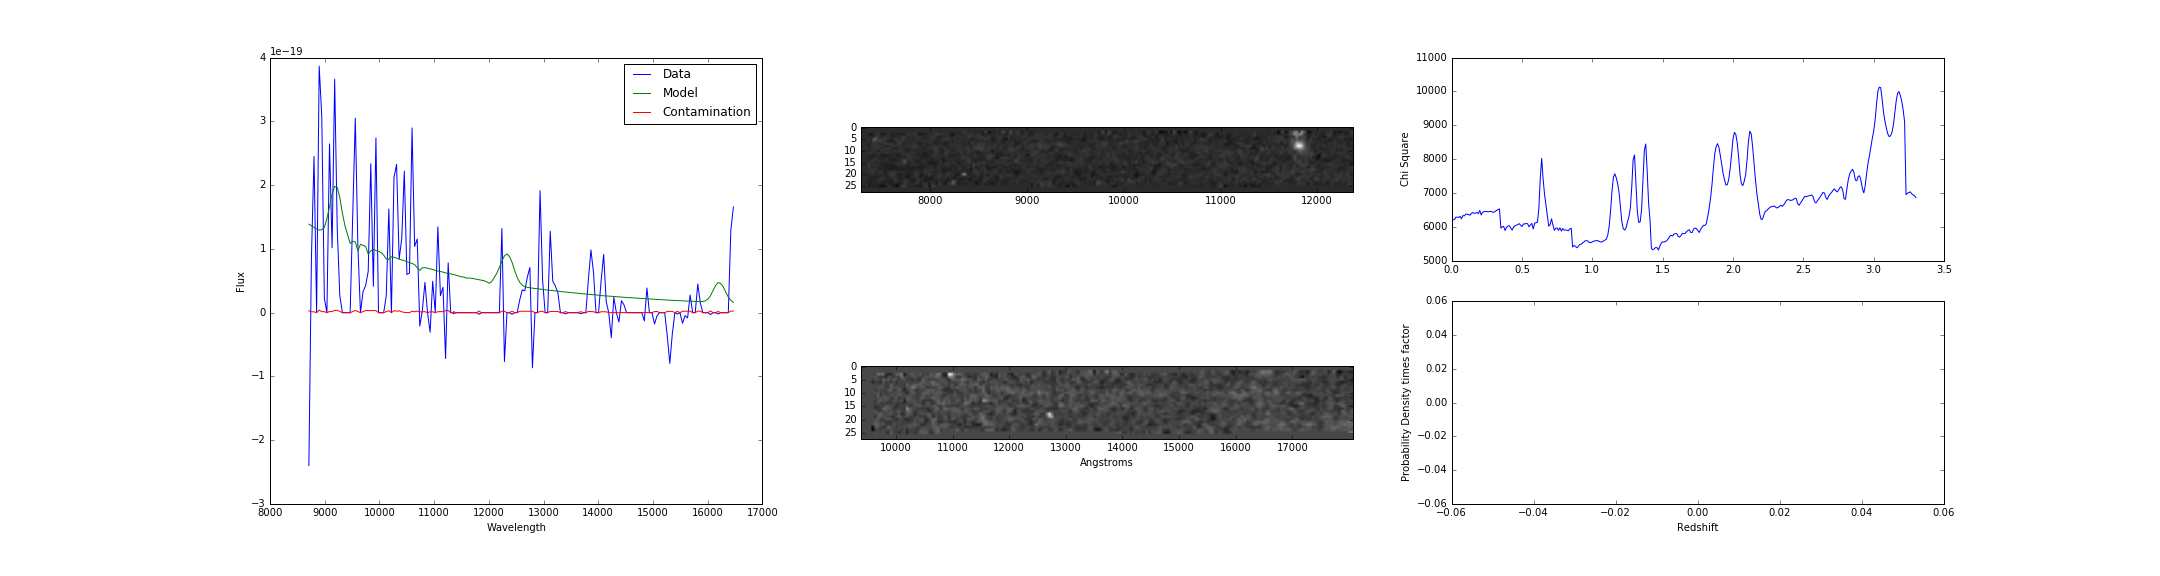 1e−19
4
3
2
1
0
−1
−2
−3
Flux
8000 9000 10000 11000 12000 13000 14000 15000 16000 17000
Wavelength
Data
Model
Contamination
0
5
10
15
20
25
8000 9000 10000 11000 12000
0
5
10
15
20
25
10000 11000 12000 13000 14000 15000 16000 17000
Angstroms
11000
10000
9000
8000
7000
6000
5000
Chi Square
0.0 0.5 1.0 1.5 2.0 2.5 3.0 3.5
0.06
0.04
0.02
0.00
−0.02
−0.04
−0.06
Probability Density times factor
−0.06 −0.04 −0.02 0.00 0.02 0.04 0.06
Redshift